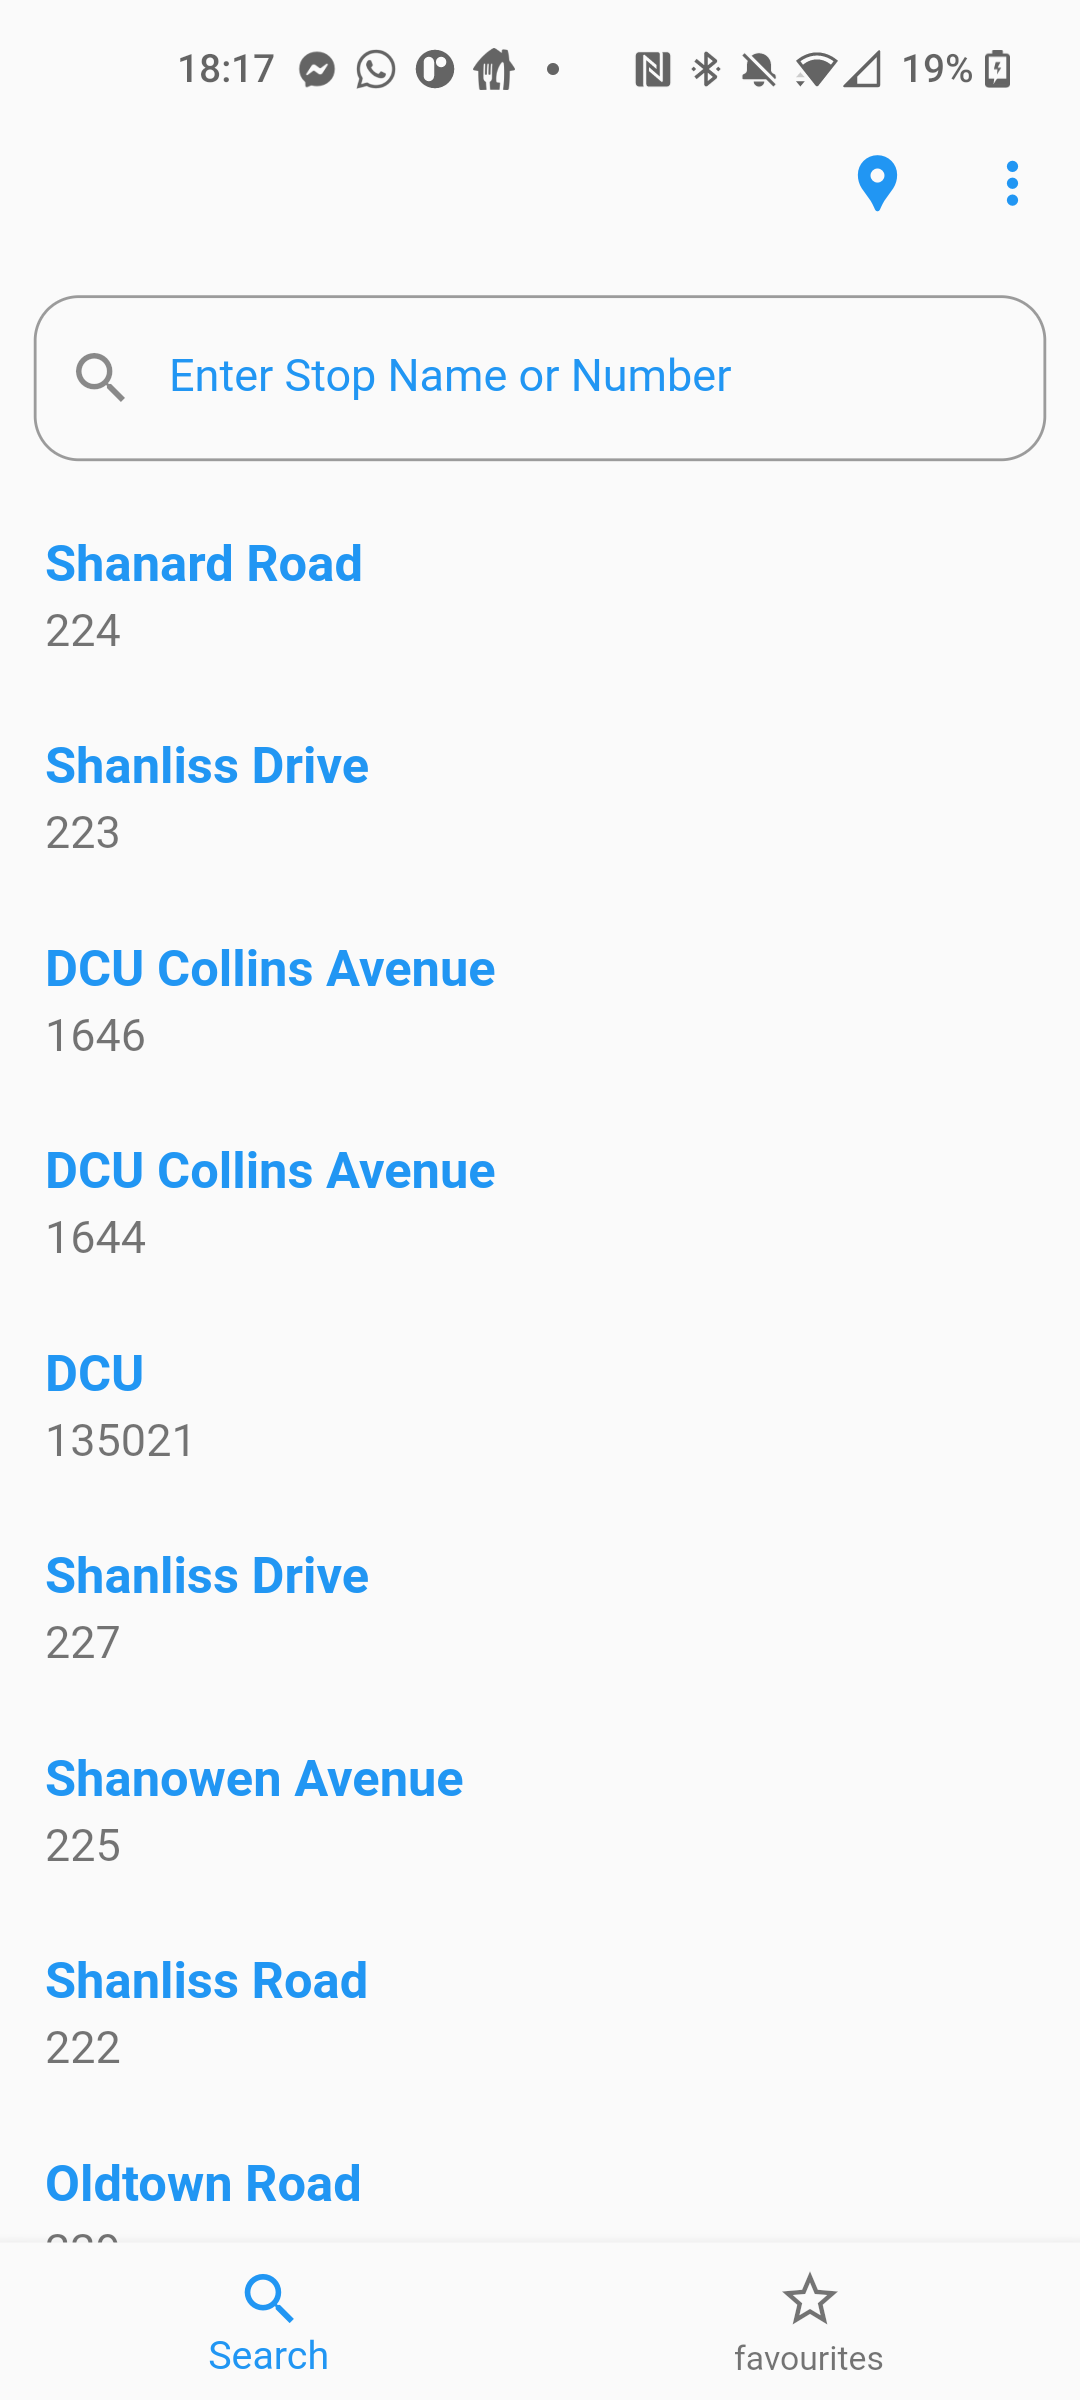 18:17
19%
Enter Stop Name or Number
Shanard Road
224
Shanliss Drive
223
DCU Collins Avenue
1646
DCU Collins Avenue
1644
DCU
135021
Shanliss Drive
227
Shanowen Avenue
225
Shanliss Road
222
Oldtown Road
Search
favourites